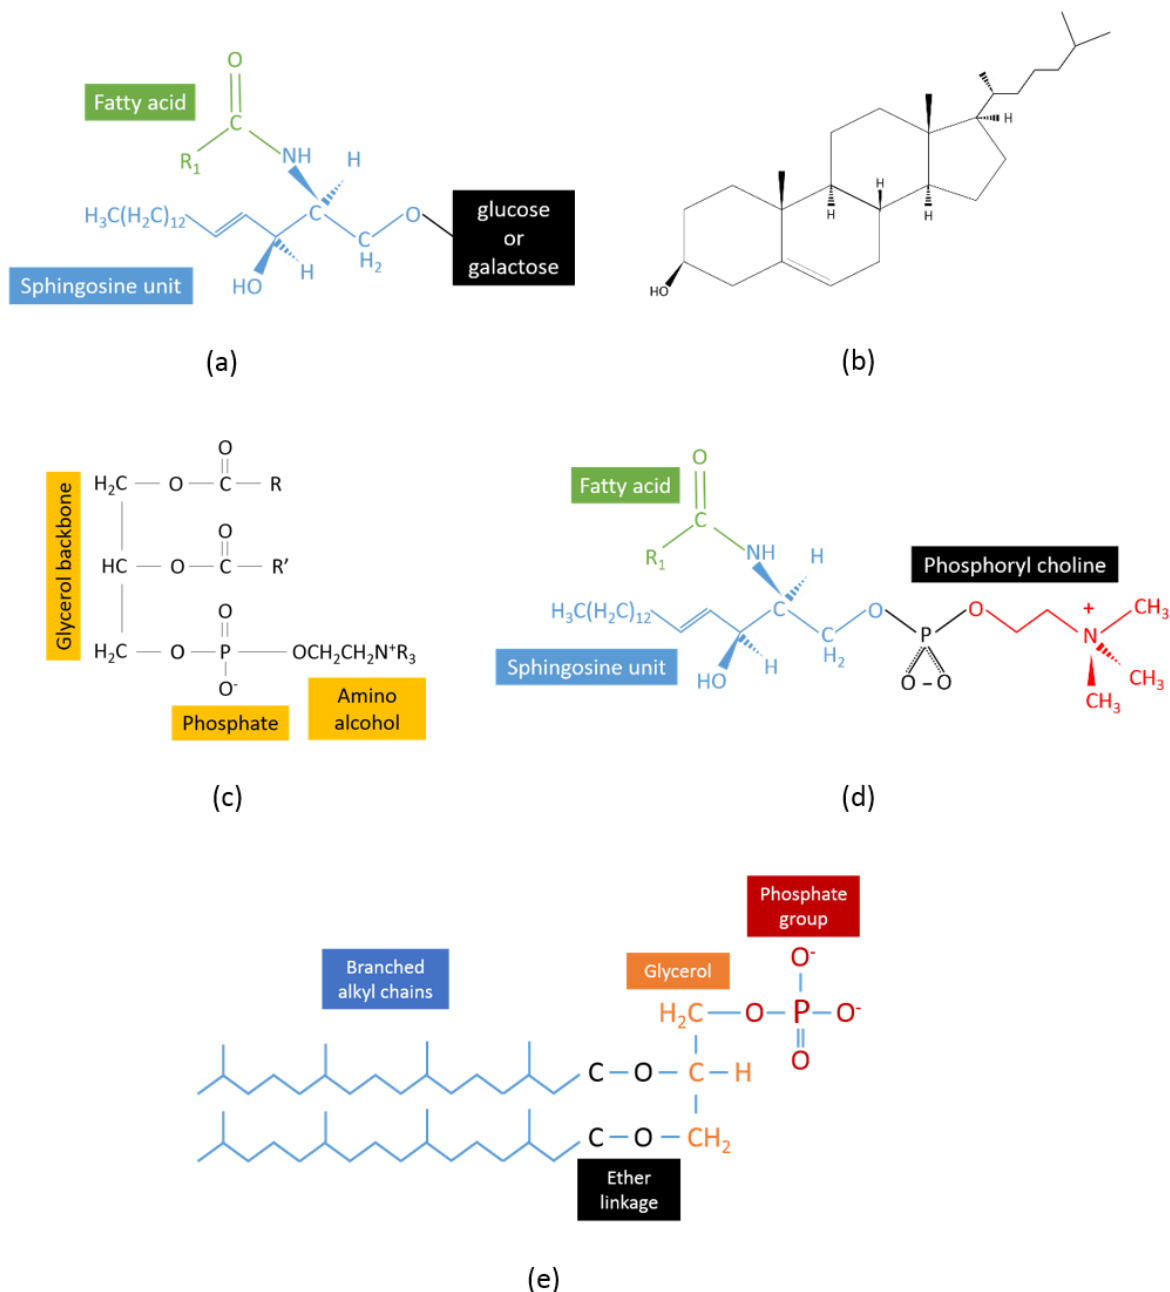 O
Fatty acid
C
R₁
NH
H
H₃C(H₂C)₁₂
C
O
glucose
or
galactose
C
H₂
Sphingosine unit
HO
H
(a)
H
H
H
H
HO
(b)
Glycerol backbone
O
H₂C — O — C — R
O
HC — O — C — R'
O
H₂C — O — P — OCH₂CH₂N⁺R₃
O⁻
Phosphate
Amino
alcohol
(c)
O
Fatty acid
C
R₁
NH
H
Phosphoryl choline
H₃C(H₂C)₁₂
C
O
O
+
CH₃
P
N
C
H₂
Sphingosine unit
H
HO
O – O
CH₃
CH₃
(d)
Phosphate
group
Branched
alkyl chains
Glycerol
O⁻
H₂C — O — P — O⁻
O
C — O — C — H
C — O — CH₂
Ether
linkage
(e)